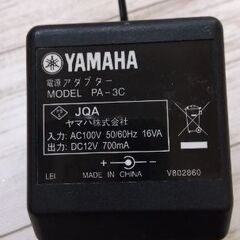 YAMAHA
電源アダプター
MODEL PA-3C
JQA
ヤマハ株式会社
入力: AC100V 50/60Hz 16VA
出力: DC12V 700mA
LEI MADE IN CHINA V802860